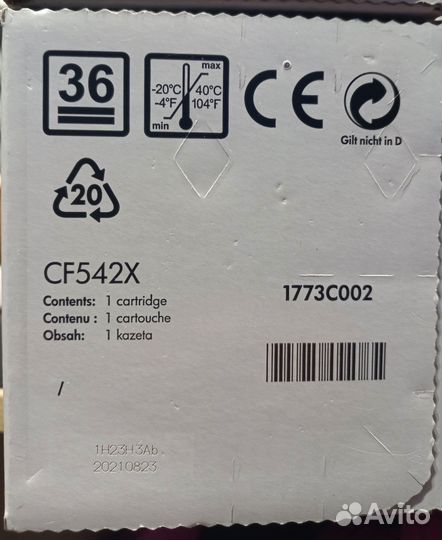 36
max
-20°C 40°C
-4°F 104°F
min
CE
Gilt nicht in D
20
CF542X
Contents: 1 cartridge
Contenu : 1 cartouche
Obsah: 1 kazeta
1773C002
/
1H23H3Ab
20210823
Avito